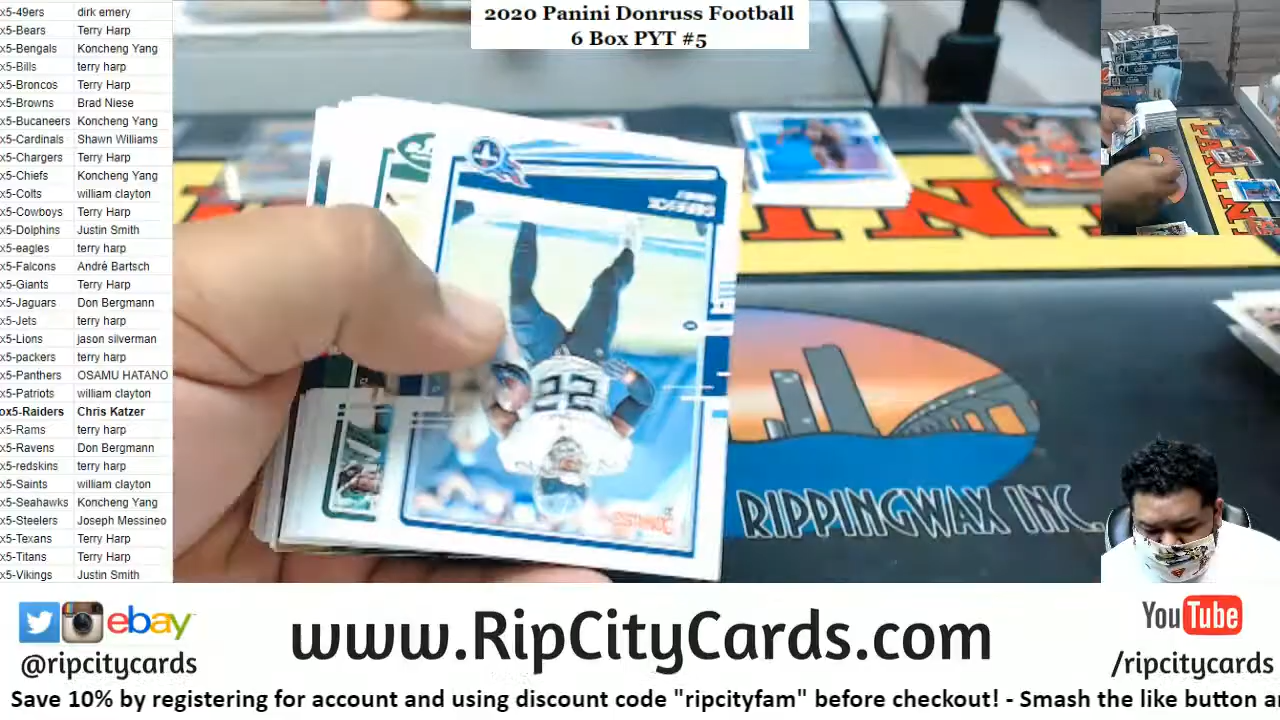 2020 Panini Donruss Football
6 Box PYT #5
x5-49ers dirk emery
x5-Bears Terry Harp
x5-Bengals Koncheng Yang
x5-Bills terry harp
x5-Broncos Terry Harp
x5-Browns Brad Niese
x5-Bucaneers Koncheng Yang
x5-Cardinals Shawn Williams
x5-Chargers Terry Harp
x5-Chiefs Koncheng Yang
x5-Colts william clayton
x5-Cowboys Terry Harp
x5-Dolphins Justin Smith
x5-eagles terry harp
x5-Falcons André Bartsch
x5-Giants Terry Harp
x5-Jaguars Don Bergmann
x5-Jets terry harp
x5-Lions jason silverman
x5-packers terry harp
x5-Panthers OSAMU HATANO
x5-Patriots william clayton
ox5-Raiders Chris Katzer
x5-Rams terry harp
x5-Ravens Don Bergmann
x5-redskins terry harp
x5-Saints william clayton
x5-Seahawks Koncheng Yang
x5-Steelers Joseph Messineo
x5-Texans Terry Harp
x5-Titans Terry Harp
x5-Vikings Justin Smith
22
RIPPINGWAX INC.
ebay
@ripcitycards
www.RipCityCards.com
YouTube
/ripcitycards
Save 10% by registering for account and using discount code "ripcityfam" before checkout! - Smash the like button